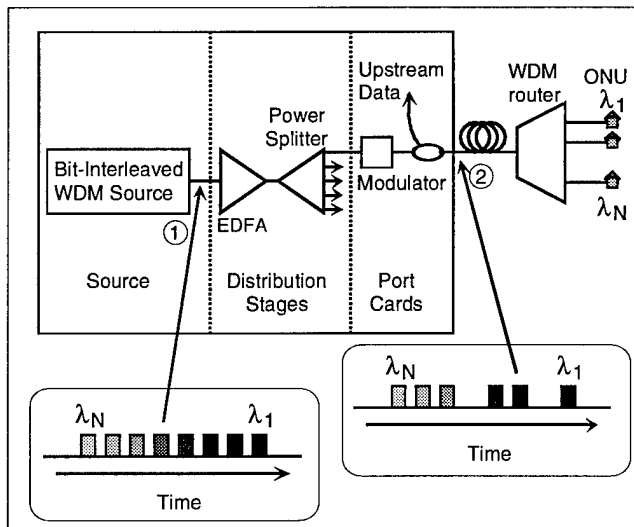 Upstream
Data
WDM
router
ONU
λ1
Power
Splitter
Bit-Interleaved
WDM Source
Modulator
②
λN
①
EDFA
Source
Distribution
Stages
Port
Cards
λN
λ1
Time
λN
λ1
Time